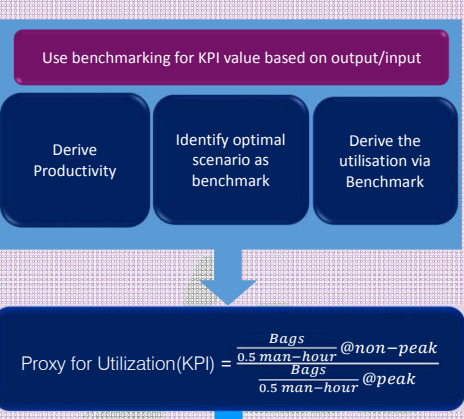 Use benchmarking for KPI value based on output/input
Derive
Productivity
Identify optimal
scenario as
benchmark
Derive the
utilisation via
Benchmark
Proxy for Utilization(KPI) = 
Bags
0.5 man−hour @non−peak
Bags
0.5 man−hour @peak